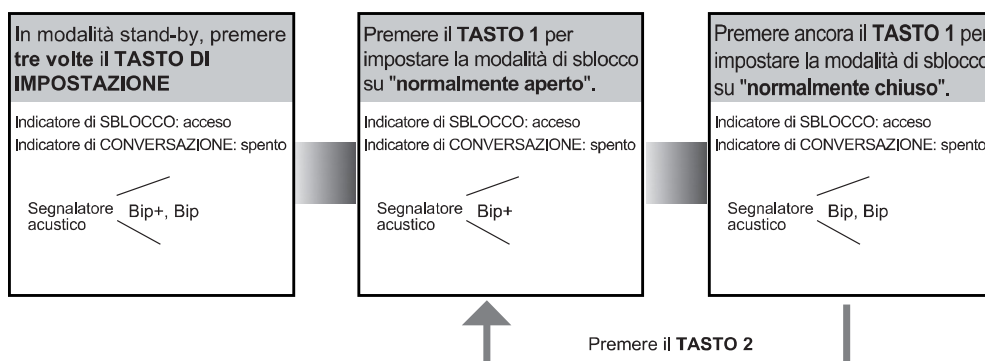 In modalità stand-by, premere
tre volte il TASTO DI
IMPOSTAZIONE
Indicatore di SBLOCCO: acceso
Indicatore di CONVERSAZIONE: spento
Segnalatore
acustico
Bip+, Bip
Premere il TASTO 1 per
impostare la modalità di sblocco
su "normalmente aperto".
Indicatore di SBLOCCO: acceso
Indicatore di CONVERSAZIONE: spento
Segnalatore
acustico
Bip+
Premere ancora il TASTO 1 per
impostare la modalità di sblocco
su "normalmente chiuso".
Indicatore di SBLOCCO: acceso
Indicatore di CONVERSAZIONE: spento
Segnalatore
acustico
Bip, Bip
Premere il TASTO 2